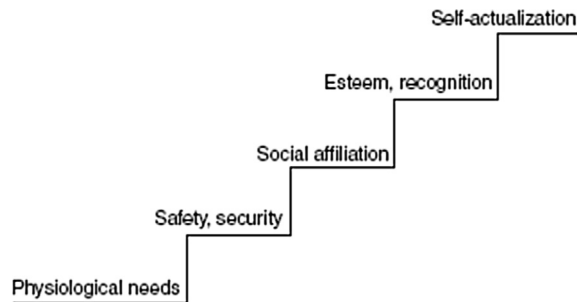 Self-actualization
Esteem, recognition
Social affiliation
Safety, security
Physiological needs